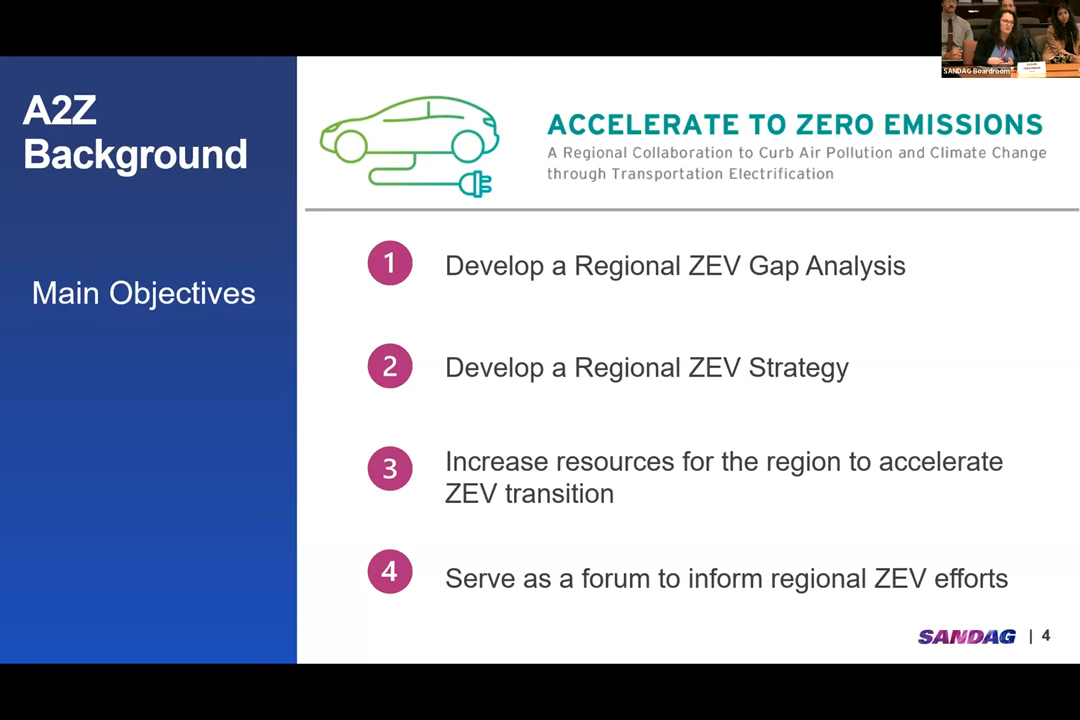 SANDAG Boardroom
A2Z
Background
Main Objectives
ACCELERATE TO ZERO EMISSIONS
A Regional Collaboration to Curb Air Pollution and Climate Change
through Transportation Electrification
1 Develop a Regional ZEV Gap Analysis
2 Develop a Regional ZEV Strategy
3 Increase resources for the region to accelerate
ZEV transition
4 Serve as a forum to inform regional ZEV efforts
SANDAG | 4